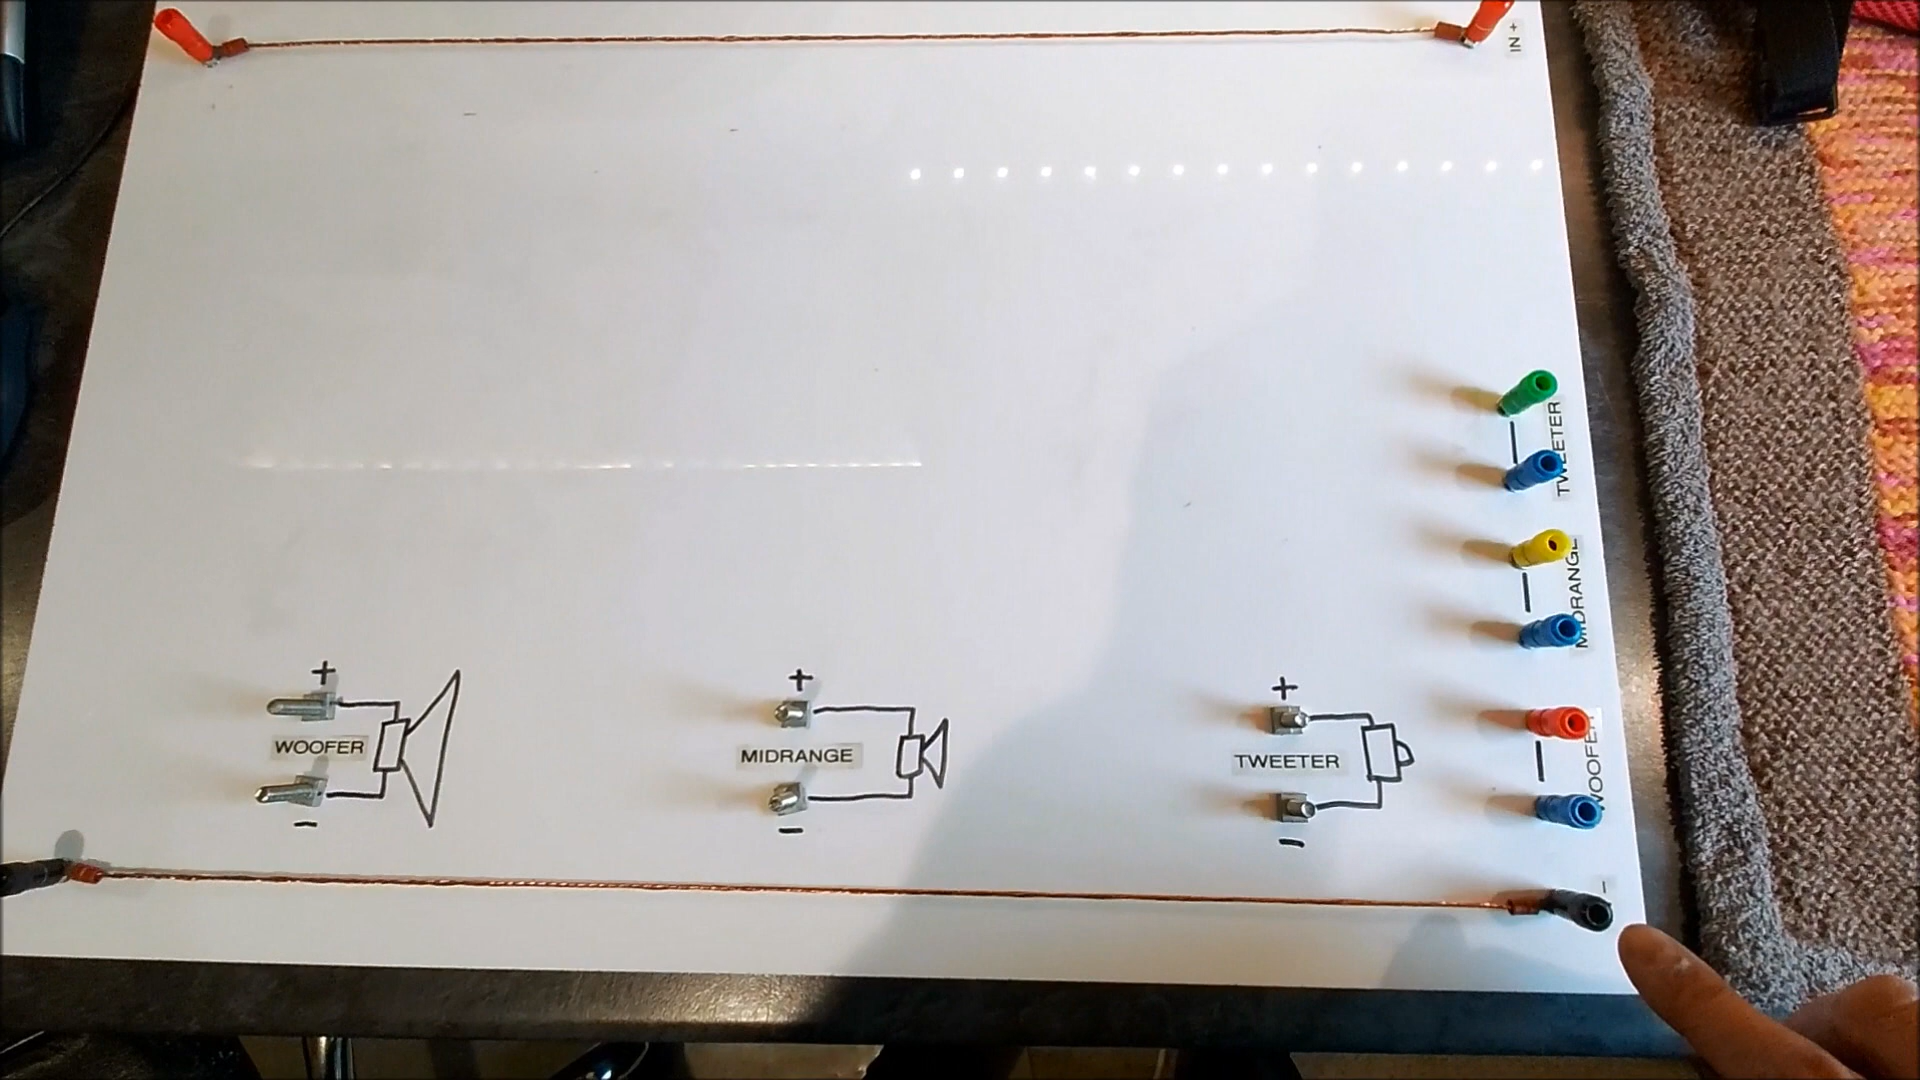 IN +
TWEETER
MIDRANGE
WOOFER
+
+
+
WOOFER
MIDRANGE
TWEETER
-
-
-
-